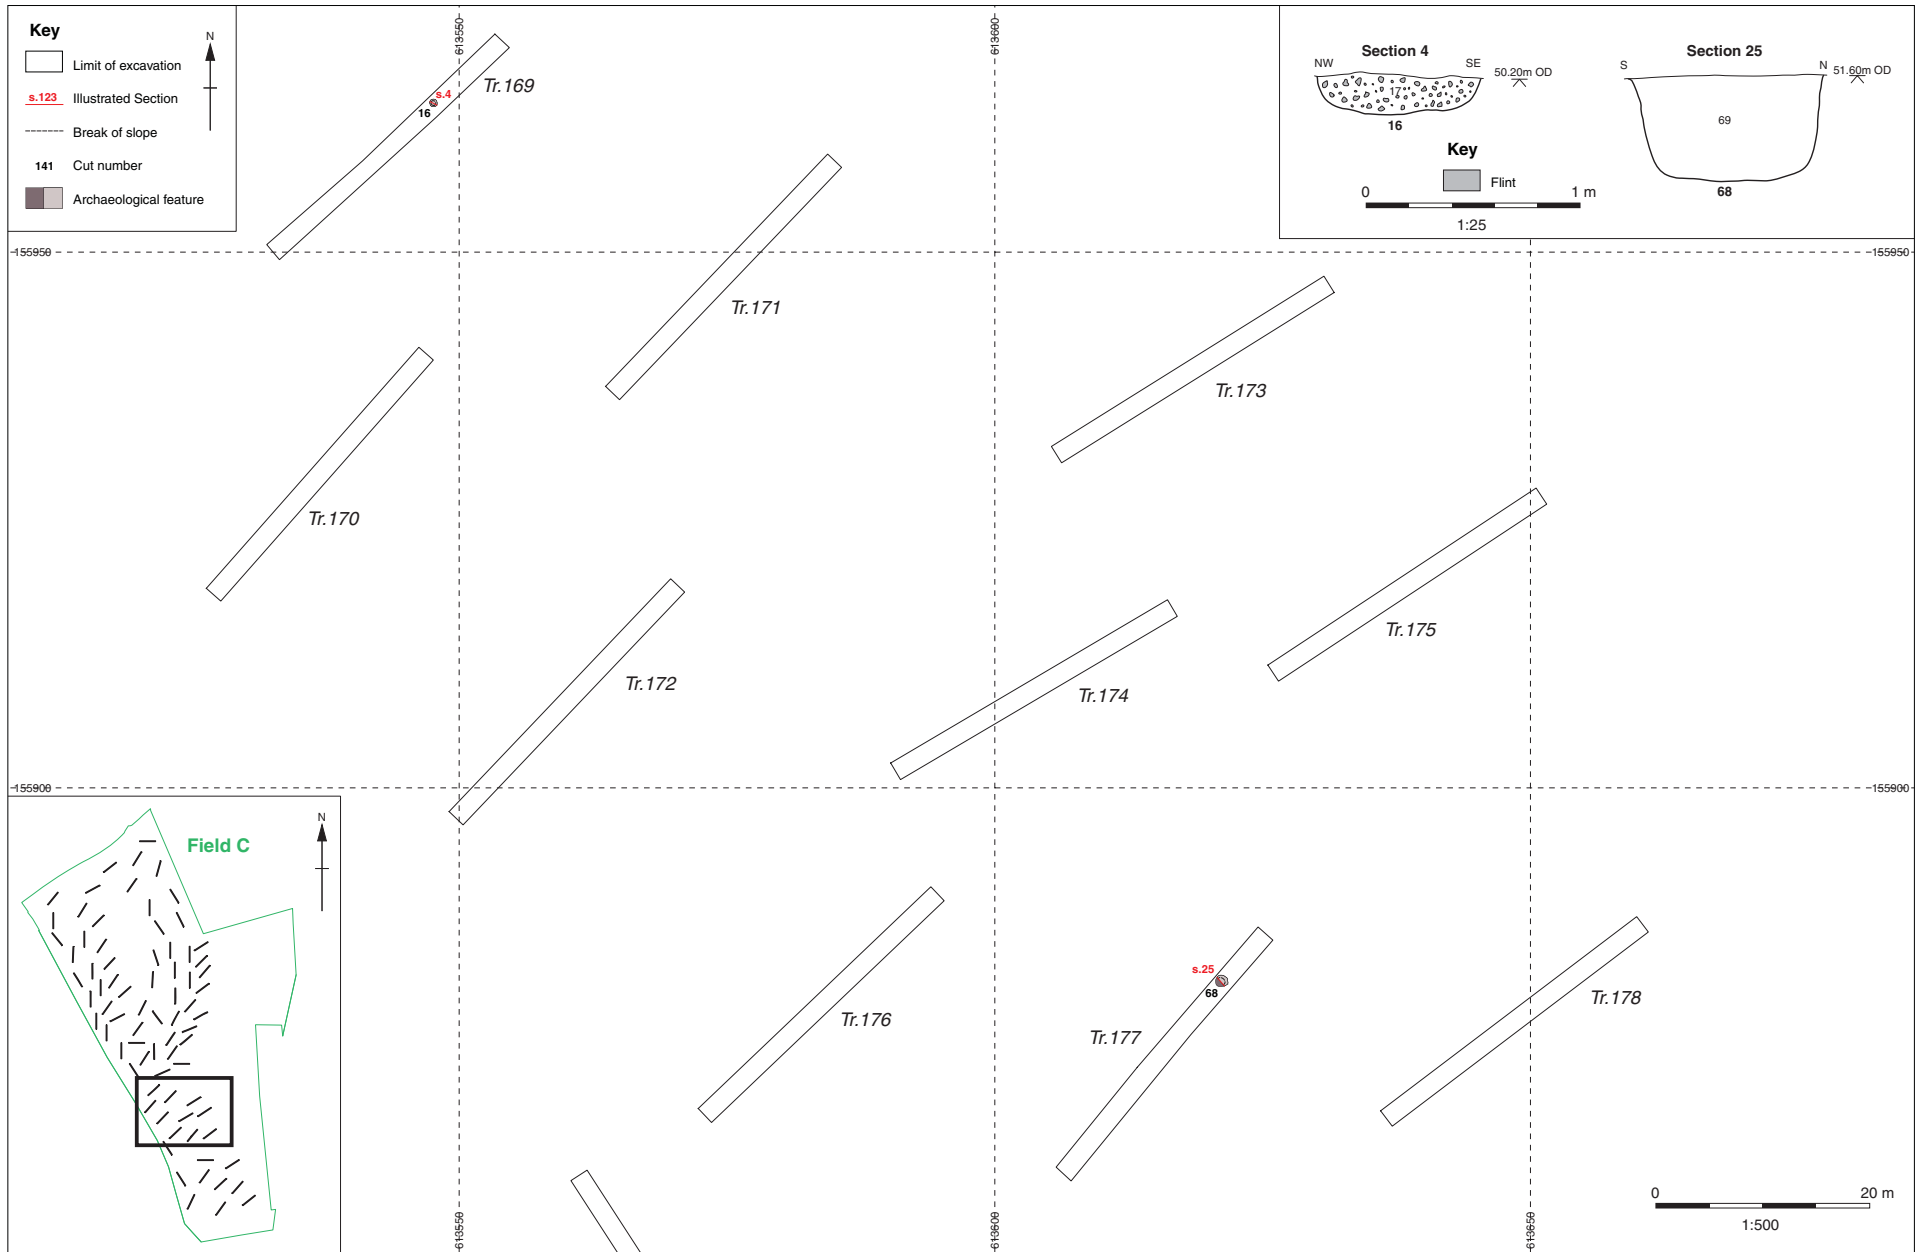 Key
N
Limit of excavation
s.123 Illustrated Section
Break of slope
141 Cut number
Archaeological feature
613550
613600
Tr.169
s.4
16
Section 4
NW
SE
50.20m OD
17
16
Section 25
S
N
51.60m OD
69
68
Key
Flint
0
1 m
1:25
155950
155950
Tr.171
Tr.173
Tr.170
Tr.175
Tr.172
Tr.174
155900
155900
Field C
N
Tr.176
s.25
68
Tr.177
Tr.178
0
20 m
1:500
613550
613600
613650